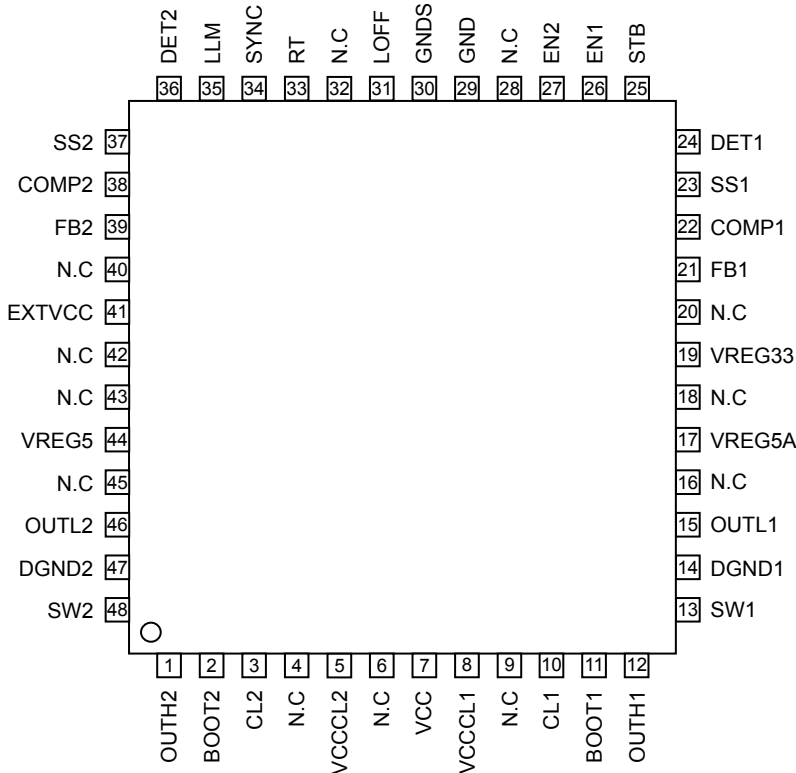 DET2
LLM
SYNC
RT
N.C
LOFF
GNDS
GND
N.C
EN2
EN1
STB
36
35
34
33
32
31
30
29
28
27
26
25
SS2 37
COMP2 38
FB2 39
N.C 40
EXTVCC 41
N.C 42
N.C 43
VREG5 44
N.C 45
OUTL2 46
DGND2 47
SW2 48
24 DET1
23 SS1
22 COMP1
21 FB1
20 N.C
19 VREG33
18 N.C
17 VREG5A
16 N.C
15 OUTL1
14 DGND1
13 SW1
1
2
3
4
5
6
7
8
9
10
11
12
OUTH2
BOOT2
CL2
N.C
VCCCL2
N.C
VCC
VCCCL1
N.C
CL1
BOOT1
OUTH1